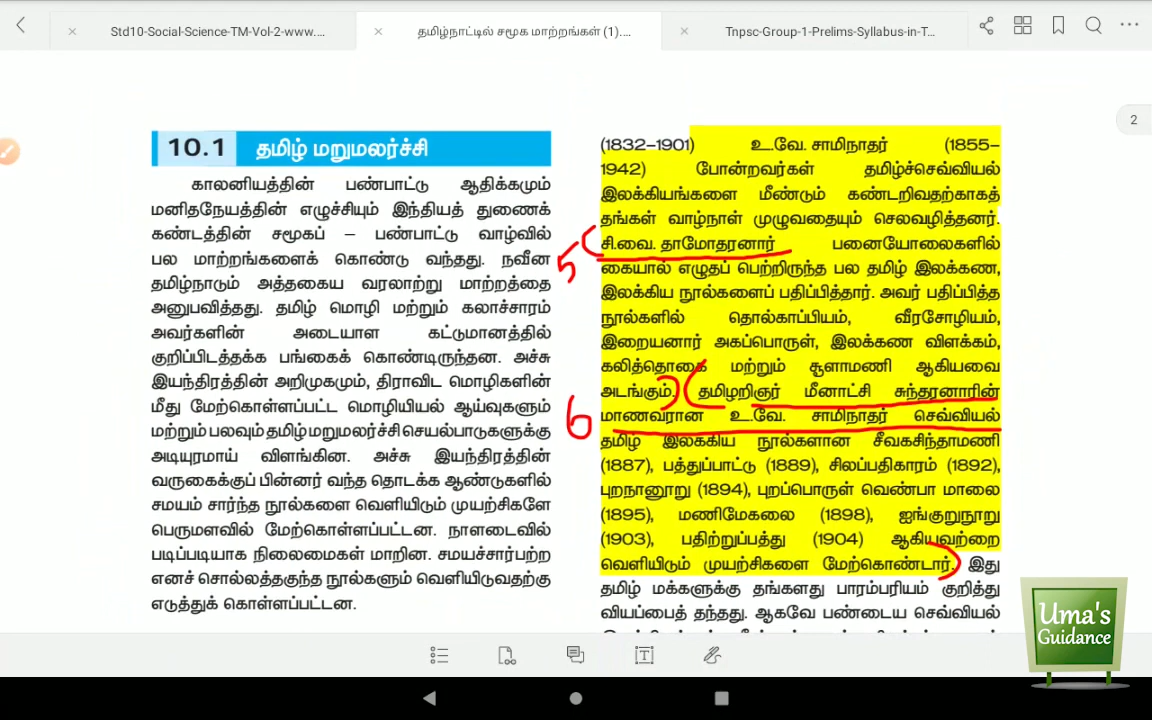 Std10-Social-Science-TM-Vol-2-www....
தமிழ்நாட்டில் சமூக மாற்றங்கள் (1)....
Tnpsc-Group-1-Prelims-Syllabus-in-T...
2
10.1 தமிழ் மறுமலர்ச்சி
காலனியத்தின் பண்பாட்டு ஆதிக்கமும்
மனிதநேயத்தின் எழுச்சியும் இந்தியத் துணைக்
கண்டத்தின் சமூகப் – பண்பாட்டு வாழ்வில்
பல மாற்றங்களைக் கொண்டு வந்தது. நவீன
தமிழ்நாடும் அத்தகைய வரலாற்று மாற்றத்தை
அனுபவித்தது. தமிழ் மொழி மற்றும் கலாச்சாரம்
அவர்களின் அடையாள கட்டுமானத்தில்
குறிப்பிடத்தக்க பங்கைக் கொண்டிருந்தன. அச்சு
இயந்திரத்தின் அறிமுகமும், திராவிட மொழிகளின்
மீது மேற்கொள்ளப்பட்ட மொழியியல் ஆய்வுகளும்
மற்றும் பலவும் தமிழ் மறுமலர்ச்சி செயல்பாடுகளுக்கு
அடியுரமாய் விளங்கின. அச்சு இயந்திரத்தின்
வருகைக்குப் பின்னர் வந்த தொடக்க ஆண்டுகளில்
சமயம் சார்ந்த நூல்களை வெளியிடும் முயற்சிகளே
பெருமளவில் மேற்கொள்ளப்பட்டன. நாளடைவில்
படிப்படியாக நிலைமைகள் மாறின. சமயச்சார்பற்ற
எனச் சொல்லத்தகுந்த நூல்களும் வெளியிடுவதற்கு
எடுத்துக் கொள்ளப்பட்டன.
(1832–1901) உ.வே. சாமிநாதர் (1855–
1942) போன்றவர்கள் தமிழ்ச்செவ்வியல்
இலக்கியங்களை மீண்டும் கண்டறிவதற்காகத்
தங்கள் வாழ்நாள் முழுவதையும் செலவழித்தனர்.
சி.வை. தாமோதரனார் பனையோலைகளில்
5
கையால் எழுதப் பெற்றிருந்த பல தமிழ் இலக்கண,
இலக்கிய நூல்களைப் பதிப்பித்தார். அவர் பதிப்பித்த
நூல்களில் தொல்காப்பியம், வீரசோழியம்,
இறையனார் அகப்பொருள், இலக்கண விளக்கம்,
கலித்தொகை மற்றும் சூளாமணி ஆகியவை
அடங்கும். தமிழறிஞர் மீனாட்சி சுந்தரனாரின்
6
மாணவரான உ.வே. சாமிநாதர் செவ்வியல்
தமிழ் இலக்கிய நூல்களான சீவகசிந்தாமணி
(1887), பத்துப்பாட்டு (1889), சிலப்பதிகாரம் (1892),
புறநானூறு (1894), புறப்பொருள் வெண்பா மாலை
(1895), மணிமேகலை (1898), ஐங்குறுநூறு
(1903), பதிற்றுப்பத்து (1904) ஆகியவற்றை
வெளியிடும் முயற்சிகளை மேற்கொண்டார். இது
தமிழ் மக்களுக்கு தங்களது பாரம்பரியம் குறித்து
வியப்பைத் தந்தது. ஆகவே பண்டைய செவ்வியல்
Uma's
Guidance